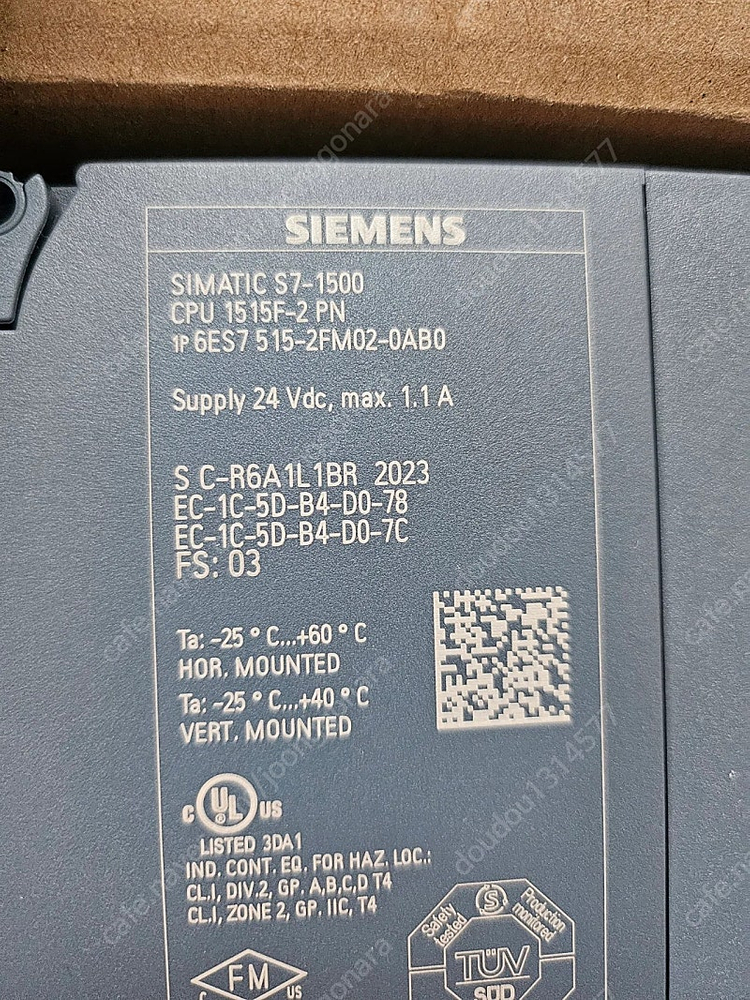 SIEMENS
SIMATIC S7-1500
CPU 1515F-2 PN
1P 6ES7 515-2FM02-0AB0
Supply 24 Vdc, max. 1.1 A
S C-R6A1L1BR 2023
EC-1C-5D-B4-D0-78
EC-1C-5D-B4-D0-7C
FS: 03
Ta: -25 ° C...+60 ° C
HOR. MOUNTED
Ta: -25 ° C...+40 ° C
VERT. MOUNTED
C UL ® US
LISTED 3DA1
IND. CONT. EQ. FOR HAZ. LOC.:
CL.I, DIV.2, GP. A,B,C,D T4
CL.I, ZONE 2, GP. IIC, T4
Safety tested
S
Production monitored
TÜV
SÜD
C FM US
doudou1314577